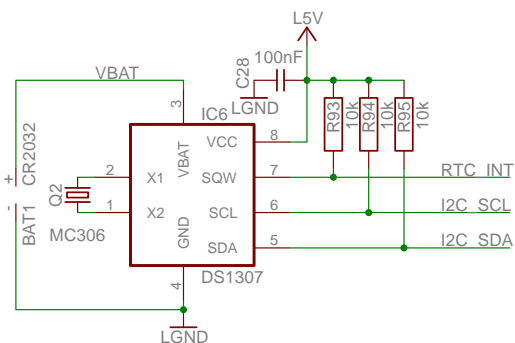 L5V
100nF
C28
LGND
VBAT
IC6
3
VBAT
VCC
8
R93
10k
R94
10k
R95
10k
CR2032
+
-
BAT1
Q2
MC306
2
X1
1
X2
SQW
7
RTC_INT
SCL
6
I2C_SCL
SDA
5
I2C_SDA
GND
4
DS1307
LGND